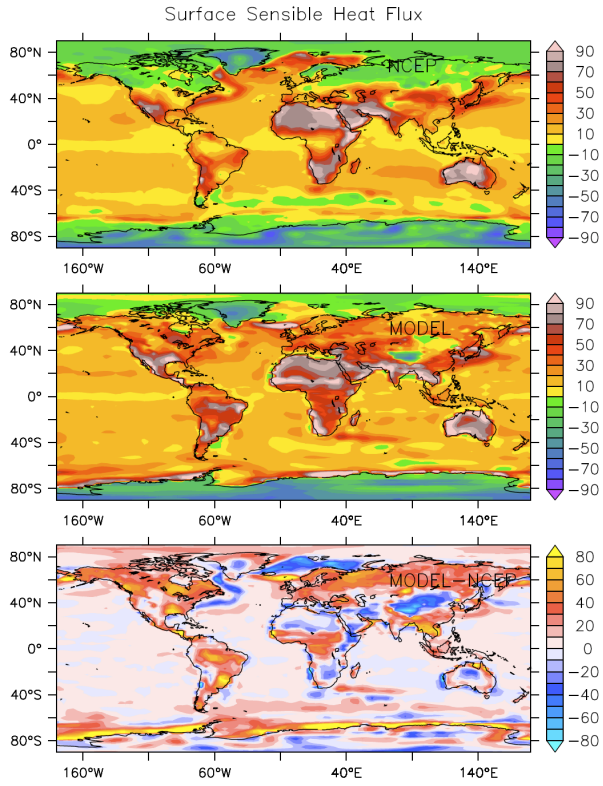 Surface Sensible Heat Flux
NCEP
80°N
40°N
0°
40°S
80°S
160°W 60°W 40°E 140°E
90
70
50
30
10
−10
−30
−50
−70
−90
MODEL
80°N
40°N
0°
40°S
80°S
160°W 60°W 40°E 140°E
90
70
50
30
10
−10
−30
−50
−70
−90
MODEL−NCEP
80°N
40°N
0°
40°S
80°S
160°W 60°W 40°E 140°E
80
60
40
20
0
−20
−40
−60
−80